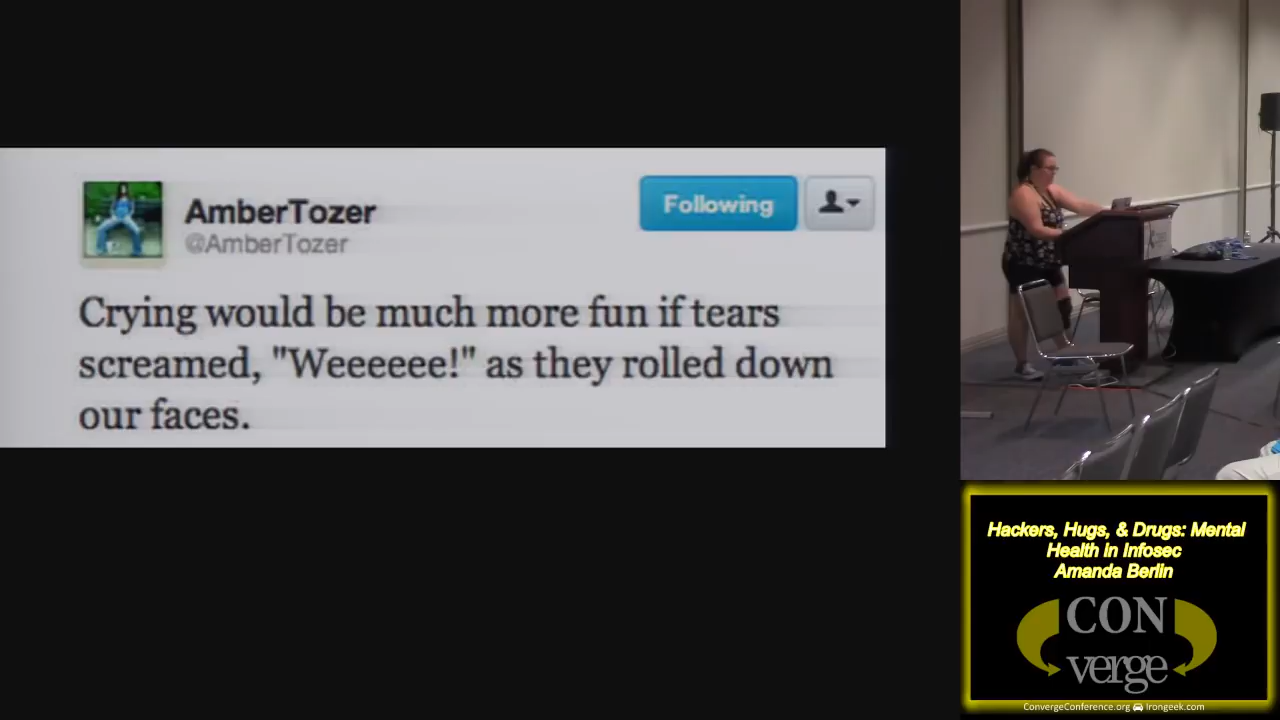 AmberTozer
@AmberTozer
Following
Crying would be much more fun if tears
screamed, "Weeeeee!" as they rolled down
our faces.
Hackers, Hugs, & Drugs: Mental
Health in Infosec
Amanda Berlin
CON
verge
ConvergeConference.org Irongeek.com